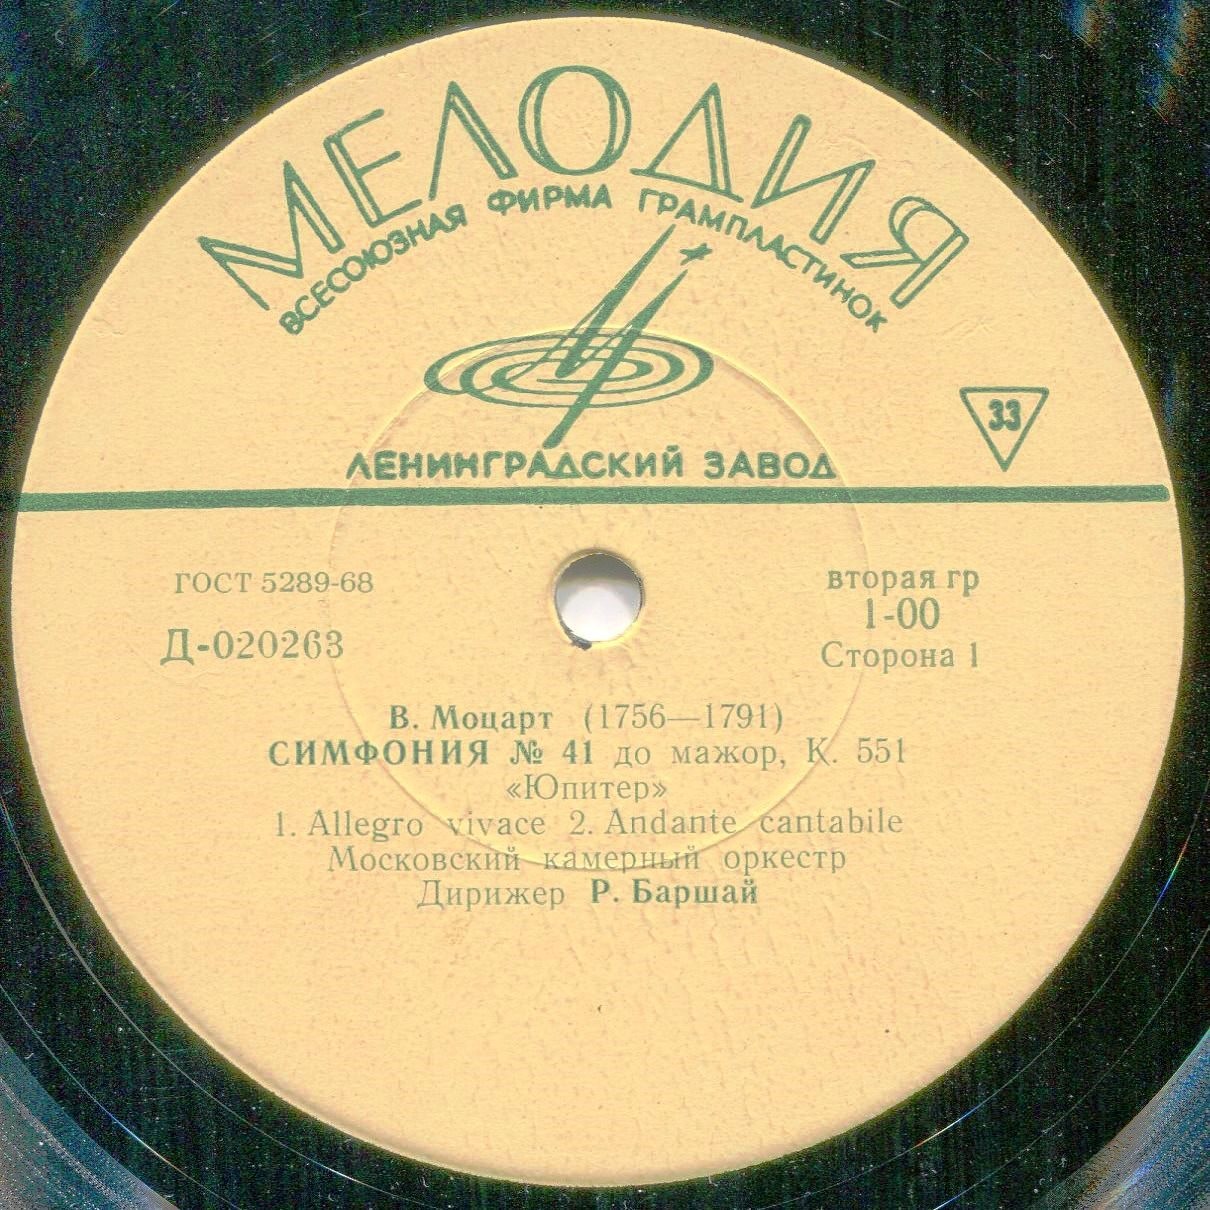 МЕЛОДИЯ
ВСЕСОЮЗНАЯ ФИРМА ГРАМПЛАСТИНОК
33
ЛЕНИНГРАДСКИЙ ЗАВОД
ГОСТ 5289-68
Д-020263
вторая гр
1-00
Сторона 1
В. Моцарт (1756—1791)
СИМФОНИЯ № 41 до мажор, К. 551
«Юпитер»
1. Allegro vivace 2. Andante cantabile
Московский камерный оркестр
Дирижер Р. Баршай